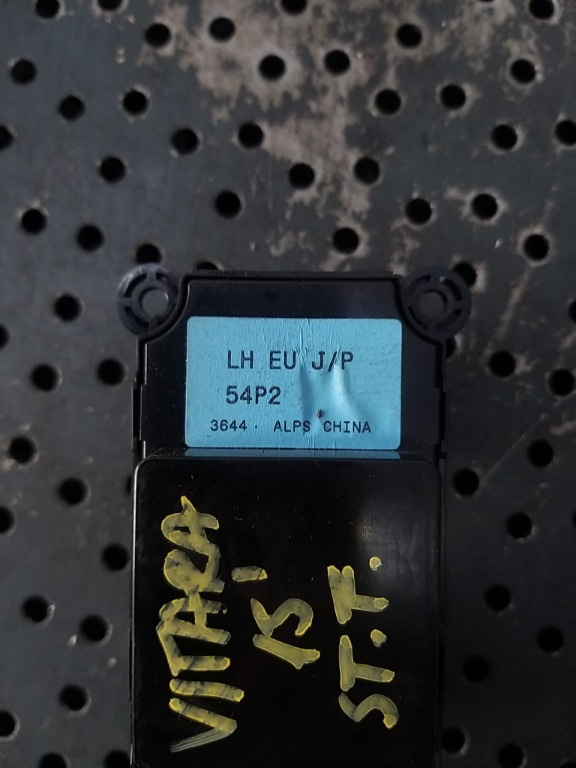 LH EU J/P
54P2
3644· ALPS CHINA
VITARA
15-
ST.F.